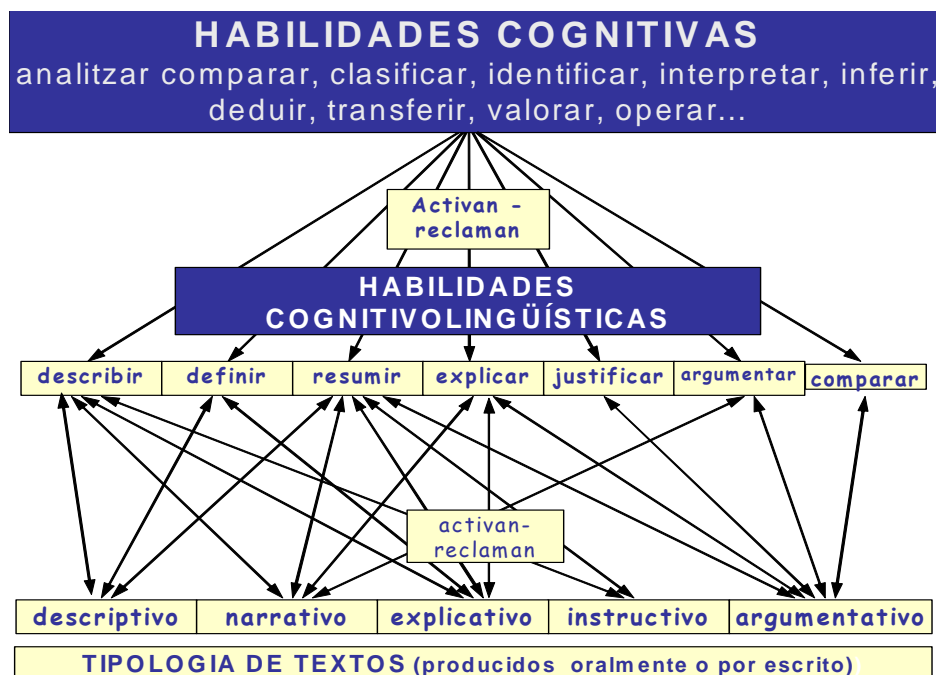 HABILIDADES COGNITIVAS
analitzar comparar, clasificar, identificar, interpretar, inferir,
deduir, transferir, valorar, operar...
Activan -
reclaman
HABILIDADES
COGNITIVOLINGÜÍSTICAS
describir definir resumir explicar justificar argumentar comparar
activan-
reclaman
descriptivo narrativo explicativo instructivo argumentativo
TIPOLOGIA DE TEXTOS (producidos oralmente o por escrito)